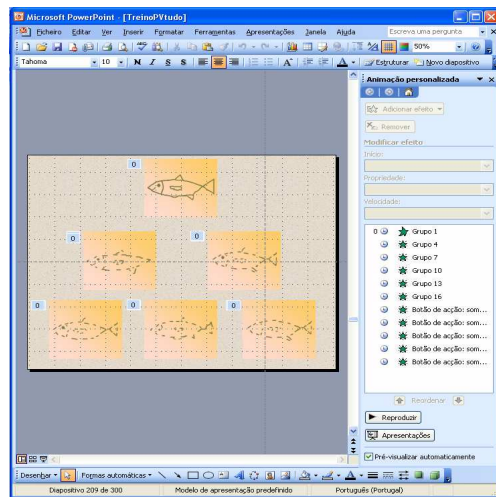 Microsoft PowerPoint - [TreinoPVtudo]
Ficheiro Editar Ver Inserir Formatar Ferramentas Apresentações Janela Ajuda Escreva uma pergunta
50%
Tahoma 10 N I S S Estruturar Novo diapositivo
Animação personalizada
Adicionar efeito
Remover
Modificar efeito
Início:
Propriedade:
Velocidade:
0
0 0
0 0 0
0 Grupo 1
Grupo 4
Grupo 7
Grupo 10
Grupo 13
Grupo 16
Botão de acção: som...
Botão de acção: som...
Botão de acção: som...
Botão de acção: som...
Botão de acção: som...
Reordenar
Reproduzir
Apresentações
Pré-visualizar automaticamente
Desenhar Formas automáticas
Diapositivo 209 de 300 Modelo de apresentação predefinido Português (Portugal)